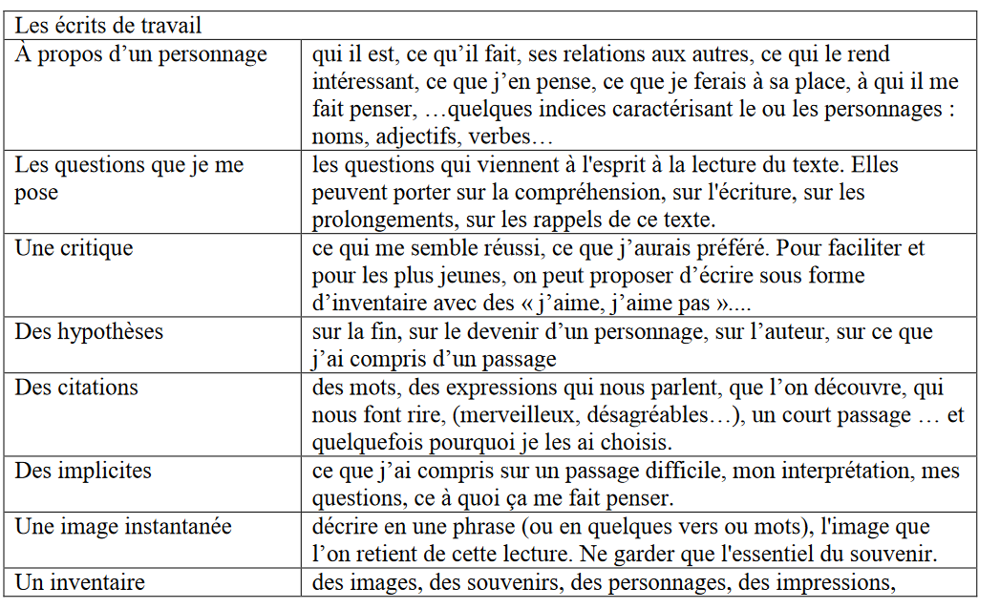 Les écrits de travail
À propos d’un personnage
qui il est, ce qu’il fait, ses relations aux autres, ce qui le rend
intéressant, ce que j’en pense, ce que je ferais à sa place, à qui il me
fait penser, …quelques indices caractérisant le ou les personnages :
noms, adjectifs, verbes…
Les questions que je me
pose
les questions qui viennent à l'esprit à la lecture du texte. Elles
peuvent porter sur la compréhension, sur l'écriture, sur les
prolongements, sur les rappels de ce texte.
Une critique
ce qui me semble réussi, ce que j’aurais préféré. Pour faciliter et
pour les plus jeunes, on peut proposer d’écrire sous forme
d’inventaire avec des « j’aime, j’aime pas »....
Des hypothèses
sur la fin, sur le devenir d’un personnage, sur l’auteur, sur ce que
j’ai compris d’un passage
Des citations
des mots, des expressions qui nous parlent, que l’on découvre, qui
nous font rire, (merveilleux, désagréables…), un court passage … et
quelquefois pourquoi je les ai choisis.
Des implicites
ce que j’ai compris sur un passage difficile, mon interprétation, mes
questions, ce à quoi ça me fait penser.
Une image instantanée
décrire en une phrase (ou en quelques vers ou mots), l'image que
l’on retient de cette lecture. Ne garder que l'essentiel du souvenir.
Un inventaire
des images, des souvenirs, des personnages, des impressions,